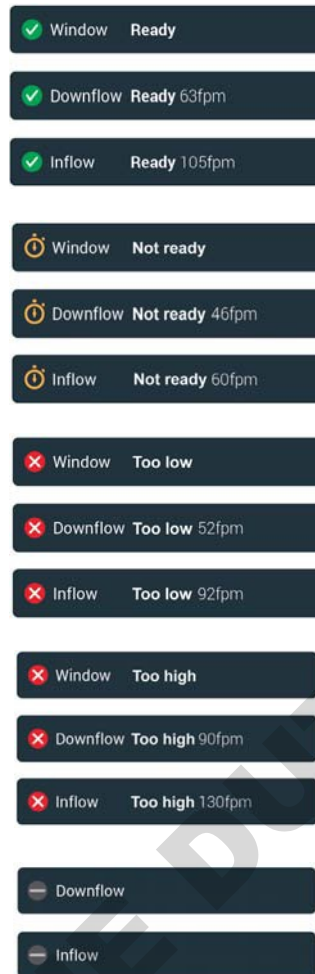 Window Ready
Downflow Ready 63fpm
Inflow Ready 105fpm
Window Not ready
Downflow Not ready 46fpm
Inflow Not ready 60fpm
Window Too low
Downflow Too low 52fpm
Inflow Too low 92fpm
Window Too high
Downflow Too high 90fpm
Inflow Too high 130fpm
Downflow
Inflow